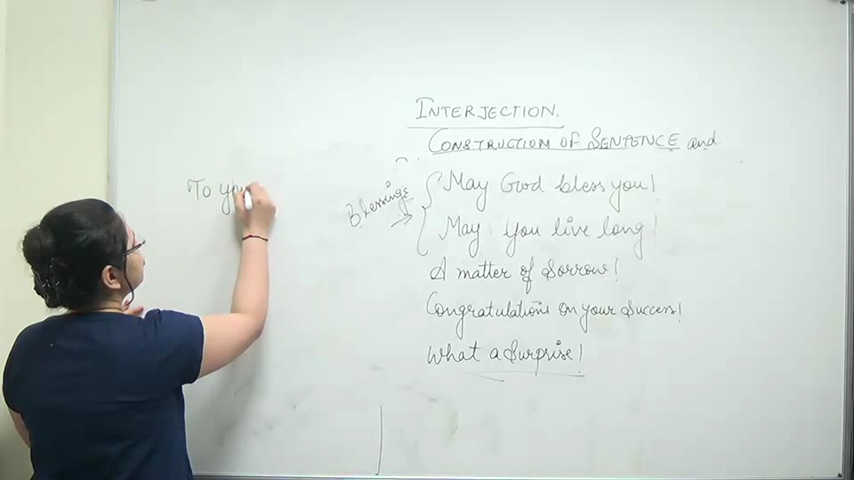 INTERJECTION.
CONSTRUCTION OF SENTENCE and
To you
Blessings
May God bless you!
May you live long!
A matter of Sorrow!
Congratulations on your Success!
What a Surprise!